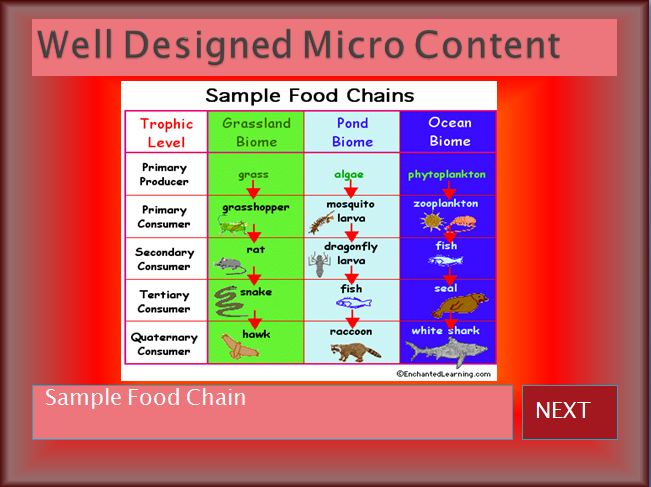 Well Designed Micro Content
Sample Food Chains
Trophic Level
Grassland Biome
Pond Biome
Ocean Biome
Primary Producer
grass
algae
phytoplankton
Primary Consumer
grasshopper
mosquito larva
zooplankton
Secondary Consumer
rat
dragonfly larva
fish
Tertiary Consumer
snake
fish
seal
Quaternary Consumer
hawk
raccoon
white shark
©EnchantedLearning.com
Sample Food Chain
NEXT